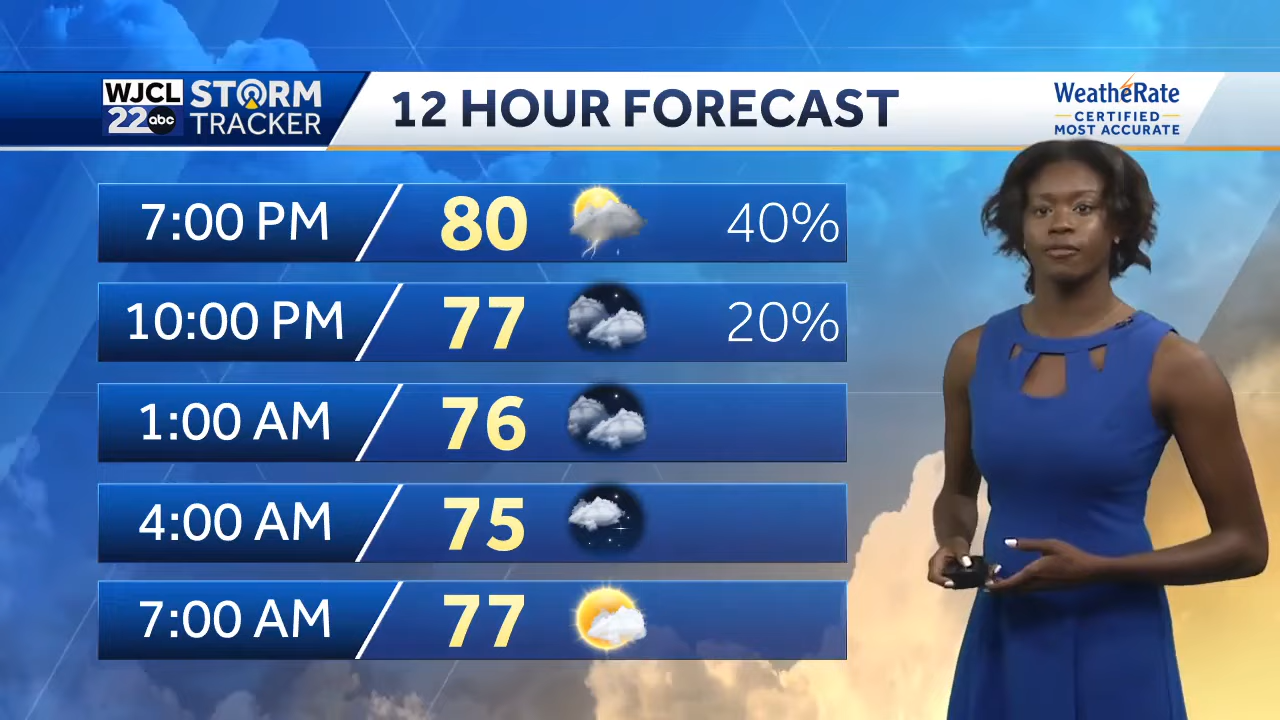 WJCL
22 abc
STORM
TRACKER
12 HOUR FORECAST
WeatheRate
CERTIFIED
MOST ACCURATE
7:00 PM 80 40%
10:00 PM 77 20%
1:00 AM 76
4:00 AM 75
7:00 AM 77